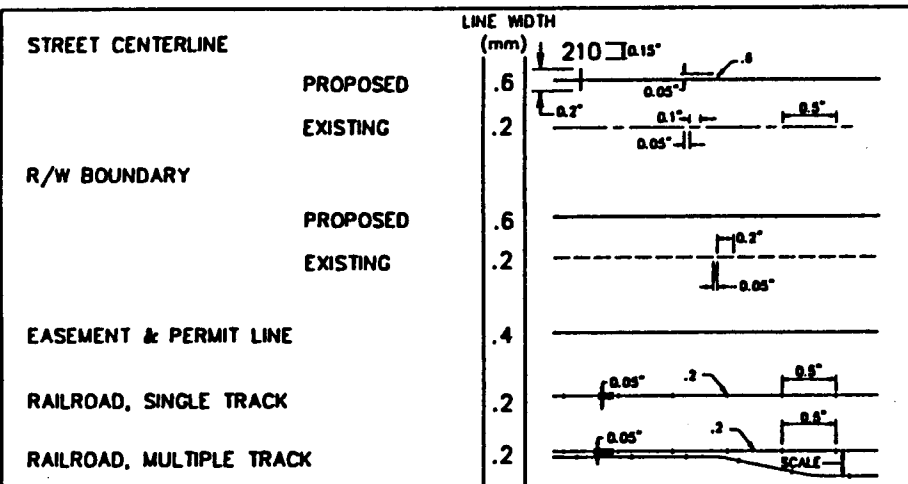 LINE WIDTH
(mm)
STREET CENTERLINE
210 0.15"
.6
PROPOSED .6
0.05"
0.2"
EXISTING .2 0.1" 0.5"
0.05"
R/W BOUNDARY
PROPOSED .6
0.2"
EXISTING .2
0.05"
EASEMENT & PERMIT LINE .4
0.05" .2 0.5"
RAILROAD, SINGLE TRACK .2
0.05" .2 0.5"
RAILROAD, MULTIPLE TRACK .2 SCALE